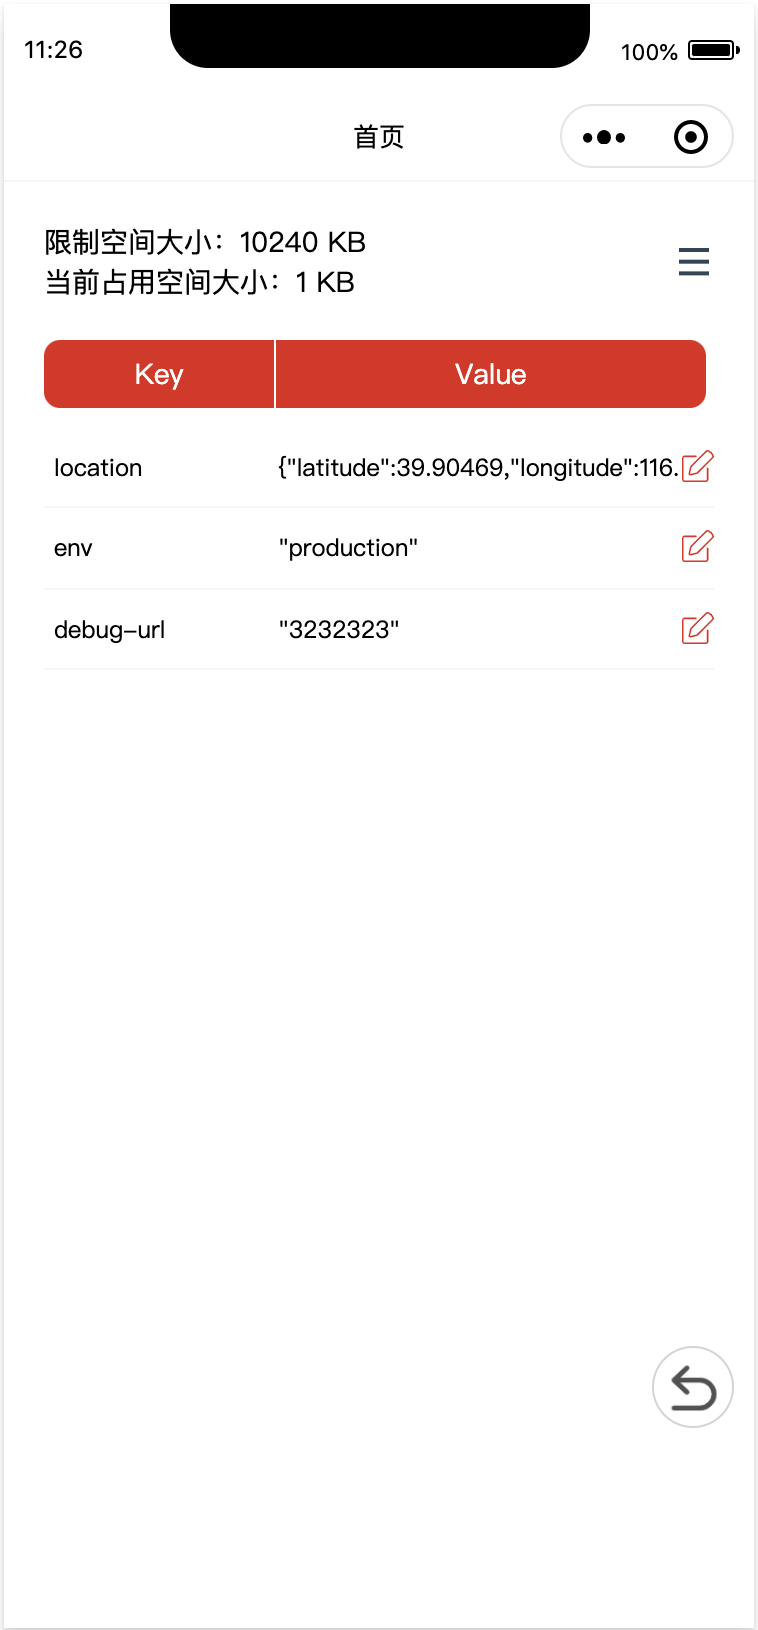 11:26
100%
首页
限制空间大小：10240 KB
当前占用空间大小：1 KB
Key Value
location {"latitude":39.90469,"longitude":116.
env "production"
debug-url "3232323"